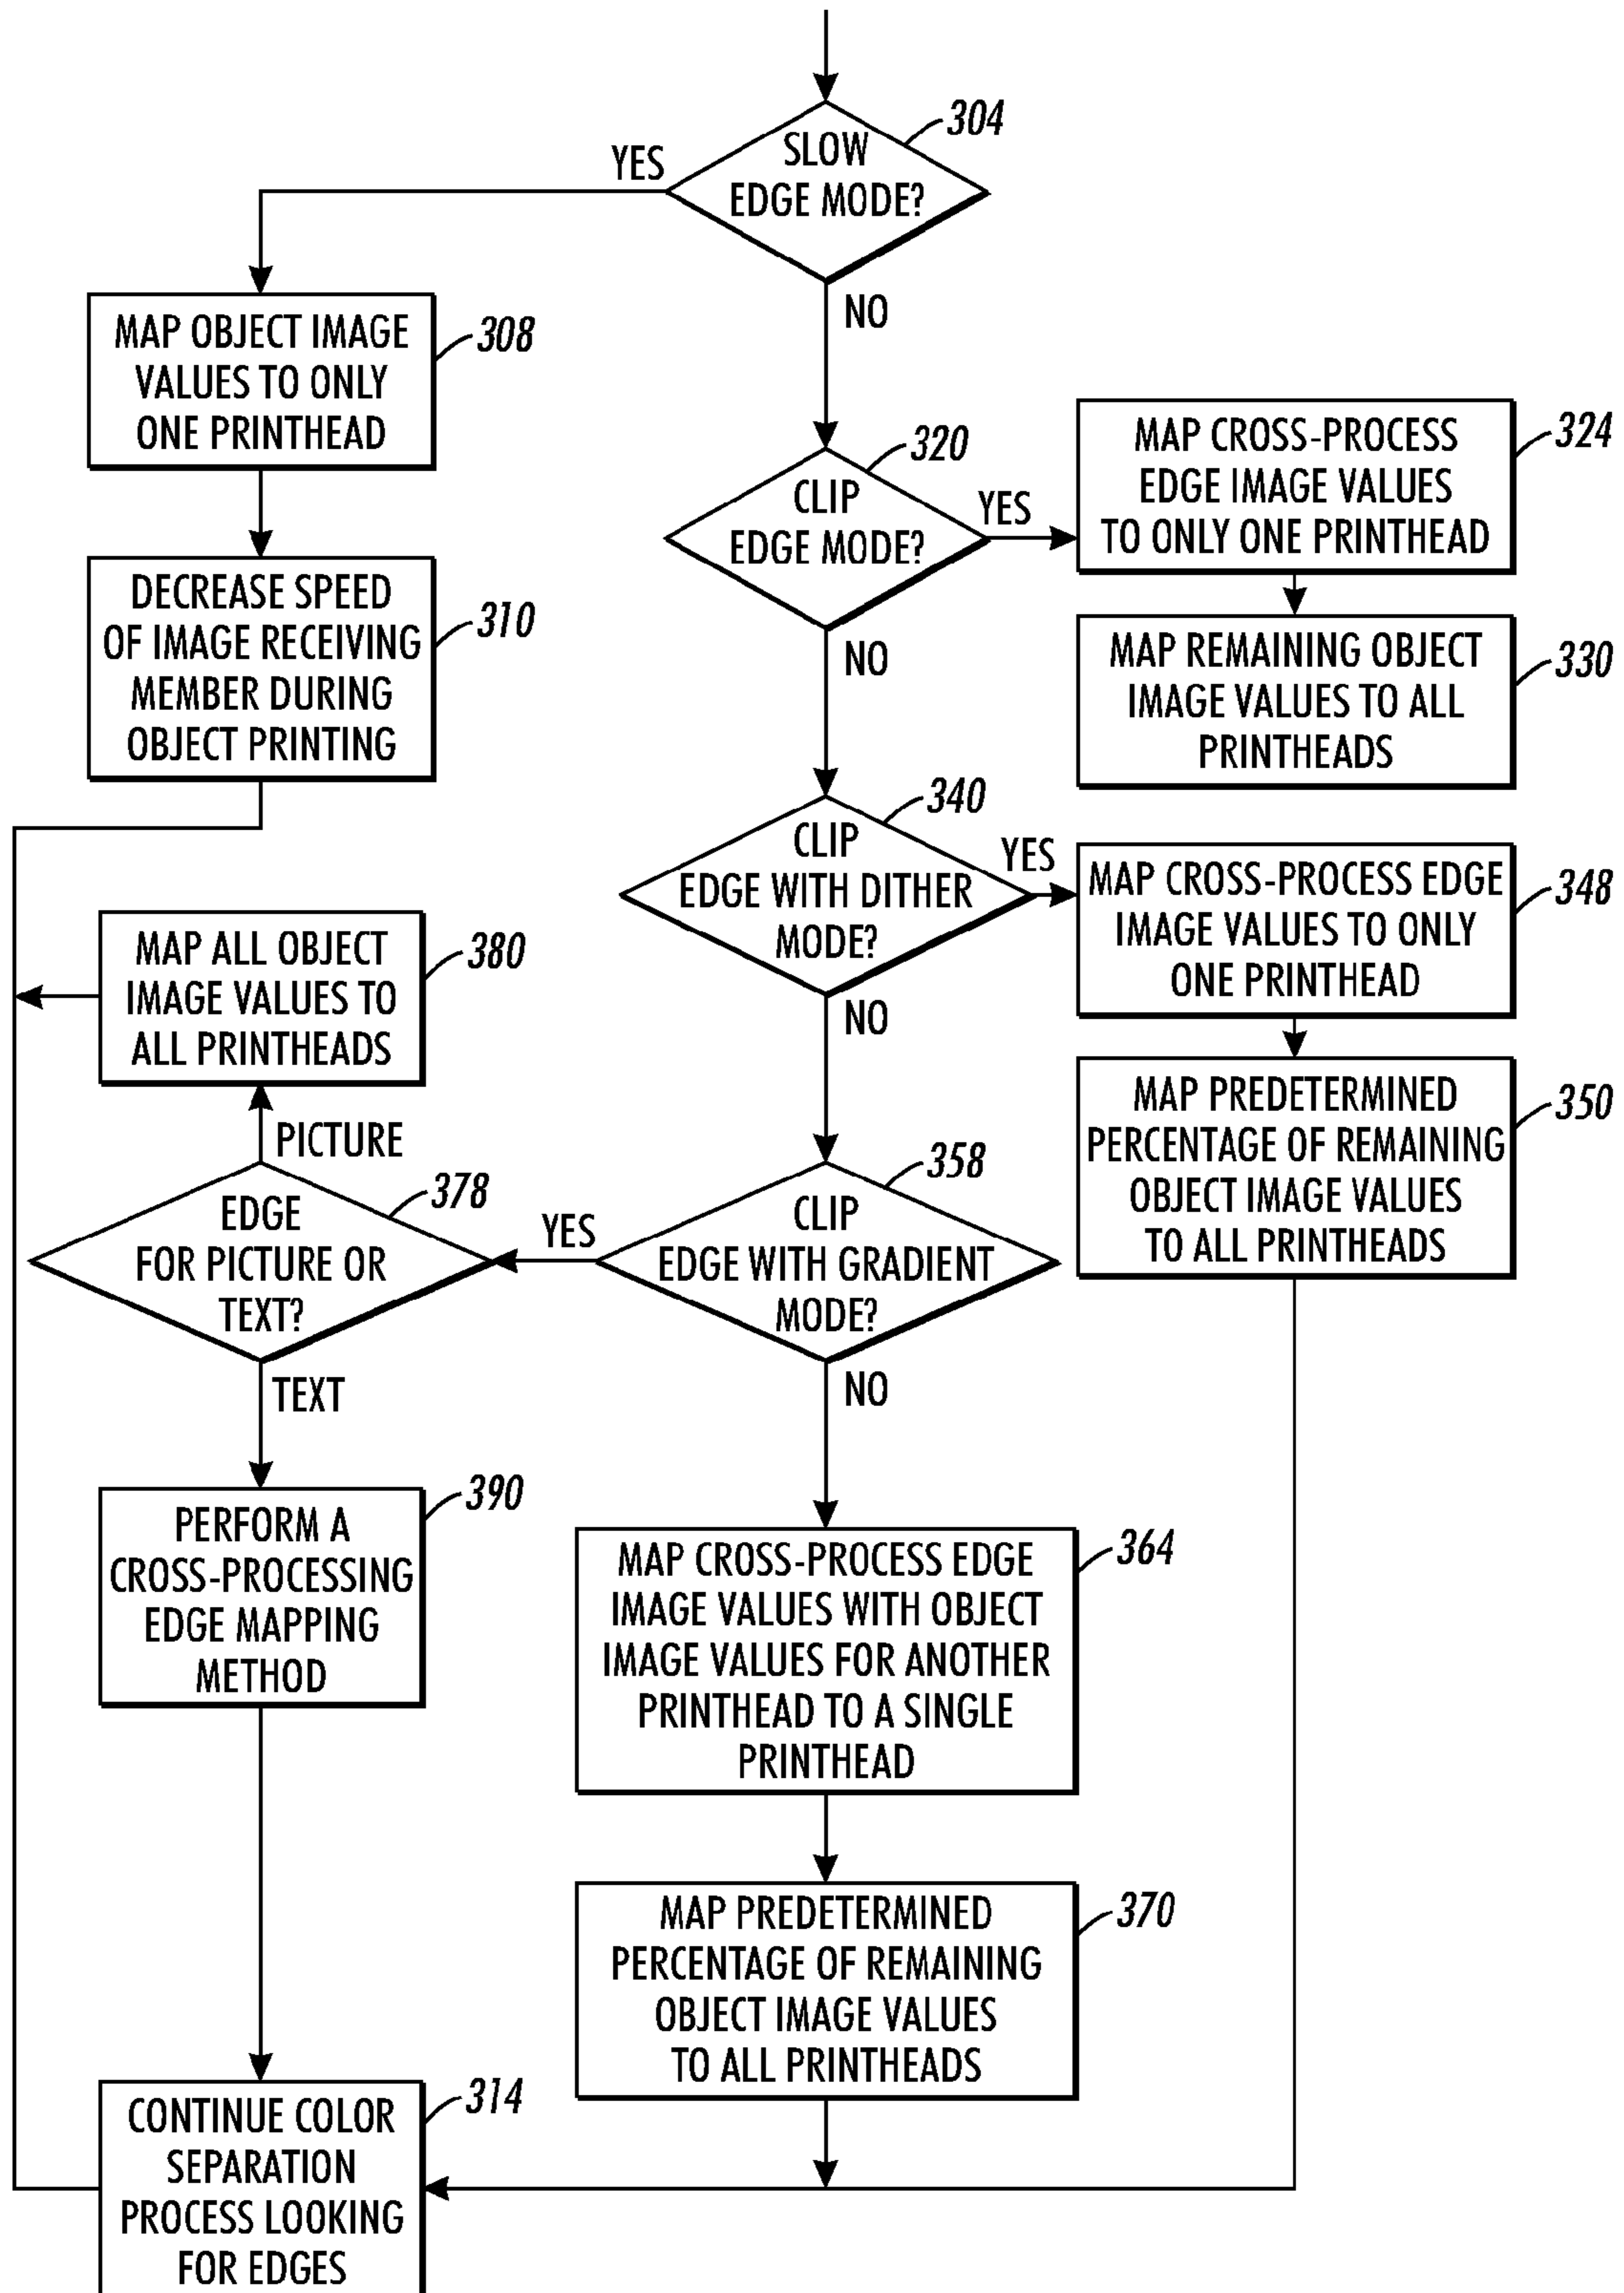 304
SLOW
EDGE MODE?
YES
NO
MAP OBJECT IMAGE
VALUES TO ONLY
ONE PRINTHEAD
308
DECREASE SPEED
OF IMAGE RECEIVING
MEMBER DURING
OBJECT PRINTING
310
320
CLIP
EDGE MODE?
YES
NO
MAP CROSS-PROCESS
EDGE IMAGE VALUES
TO ONLY ONE PRINTHEAD
324
MAP REMAINING OBJECT
IMAGE VALUES TO ALL
PRINTHEADS
330
340
CLIP
EDGE WITH DITHER
MODE?
YES
NO
MAP CROSS-PROCESS EDGE
IMAGE VALUES TO ONLY
ONE PRINTHEAD
348
MAP PREDETERMINED
PERCENTAGE OF REMAINING
OBJECT IMAGE VALUES
TO ALL PRINTHEADS
350
MAP ALL OBJECT
IMAGE VALUES TO
ALL PRINTHEADS
380
PICTURE
378
EDGE
FOR PICTURE OR
TEXT?
TEXT
358
CLIP
EDGE WITH GRADIENT
MODE?
YES
NO
PERFORM A
CROSS-PROCESSING
EDGE MAPPING
METHOD
390
MAP CROSS-PROCESS EDGE
IMAGE VALUES WITH OBJECT
IMAGE VALUES FOR ANOTHER
PRINTHEAD TO A SINGLE
PRINTHEAD
364
MAP PREDETERMINED
PERCENTAGE OF REMAINING
OBJECT IMAGE VALUES
TO ALL PRINTHEADS
370
CONTINUE COLOR
SEPARATION
PROCESS LOOKING
FOR EDGES
314